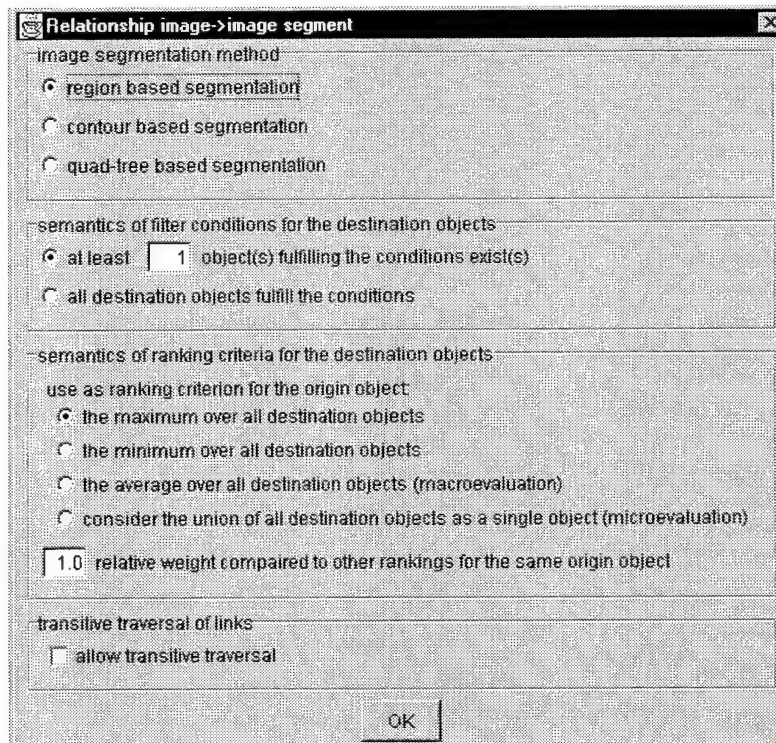 Relationship image->image segment
image segmentation method
region based segmentation
contour based segmentation
quad-tree based segmentation
semantics of filter conditions for the destination objects
at least 1 object(s) fulfilling the conditions exist(s)
all destination objects fulfill the conditions
semantics of ranking criteria for the destination objects
use as ranking criterion for the origin object:
the maximum over all destination objects
the minimum over all destination objects
the average over all destination objects (macroevaluation)
consider the union of all destination objects as a single object (microevaluation)
1.0 relative weight compaired to other rankings for the same origin object
transitive traversal of links
allow transitive traversal
OK